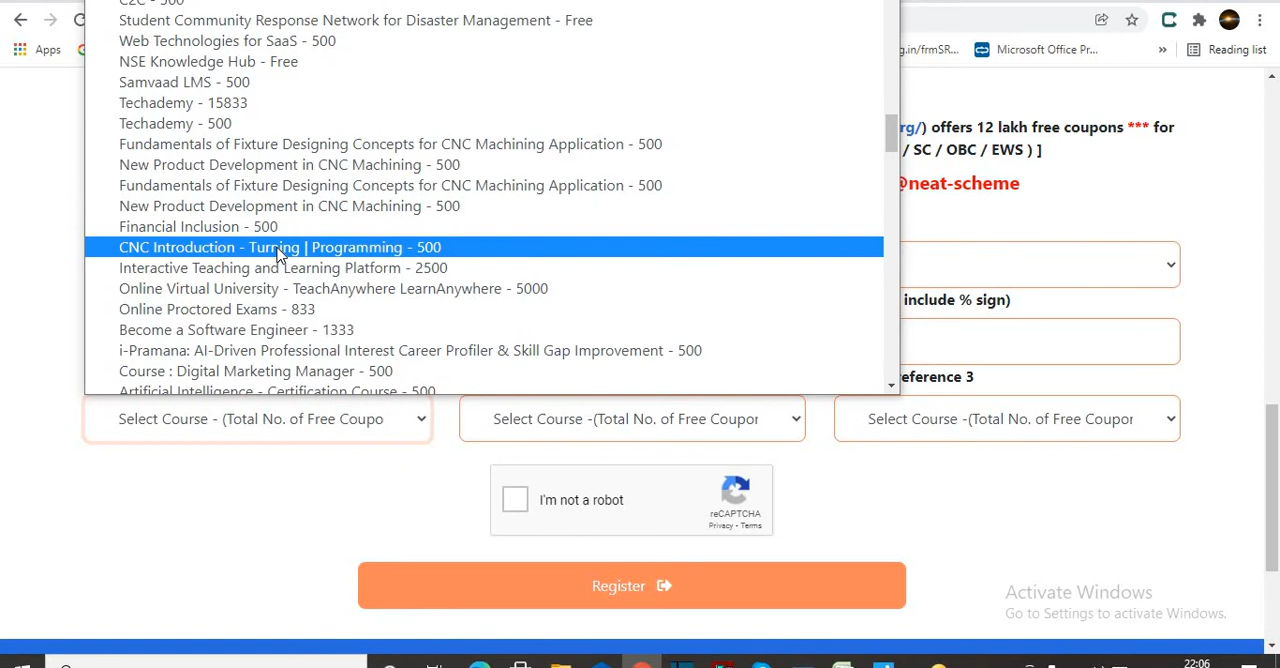 C2C - 500
Student Community Response Network for Disaster Management - Free
Web Technologies for SaaS - 500
NSE Knowledge Hub - Free
Samvaad LMS - 500
Techademy - 15833
Techademy - 500
Fundamentals of Fixture Designing Concepts for CNC Machining Application - 500
New Product Development in CNC Machining - 500
Fundamentals of Fixture Designing Concepts for CNC Machining Application - 500
New Product Development in CNC Machining - 500
Financial Inclusion - 500
CNC Introduction - Turning | Programming - 500
Interactive Teaching and Learning Platform - 2500
Online Virtual University - TeachAnywhere LearnAnywhere - 5000
Online Proctored Exams - 833
Become a Software Engineer - 1333
i-Pramana: AI-Driven Professional Interest Career Profiler & Skill Gap Improvement - 500
Course : Digital Marketing Manager - 500
Artificial Intelligence - Certification Course - 500
Apps
g.in/frmSR...
Microsoft Office Pr...
»
Reading list
rg/) offers 12 lakh free coupons *** for
/ SC / OBC / EWS ) ]
@neat-scheme
include % sign)
eference 3
Select Course - (Total No. of Free Coupo
Select Course -(Total No. of Free Coupor
Select Course -(Total No. of Free Coupor
I'm not a robot
reCAPTCHA
Privacy - Terms
Register
Activate Windows
Go to Settings to activate Windows.
22:06